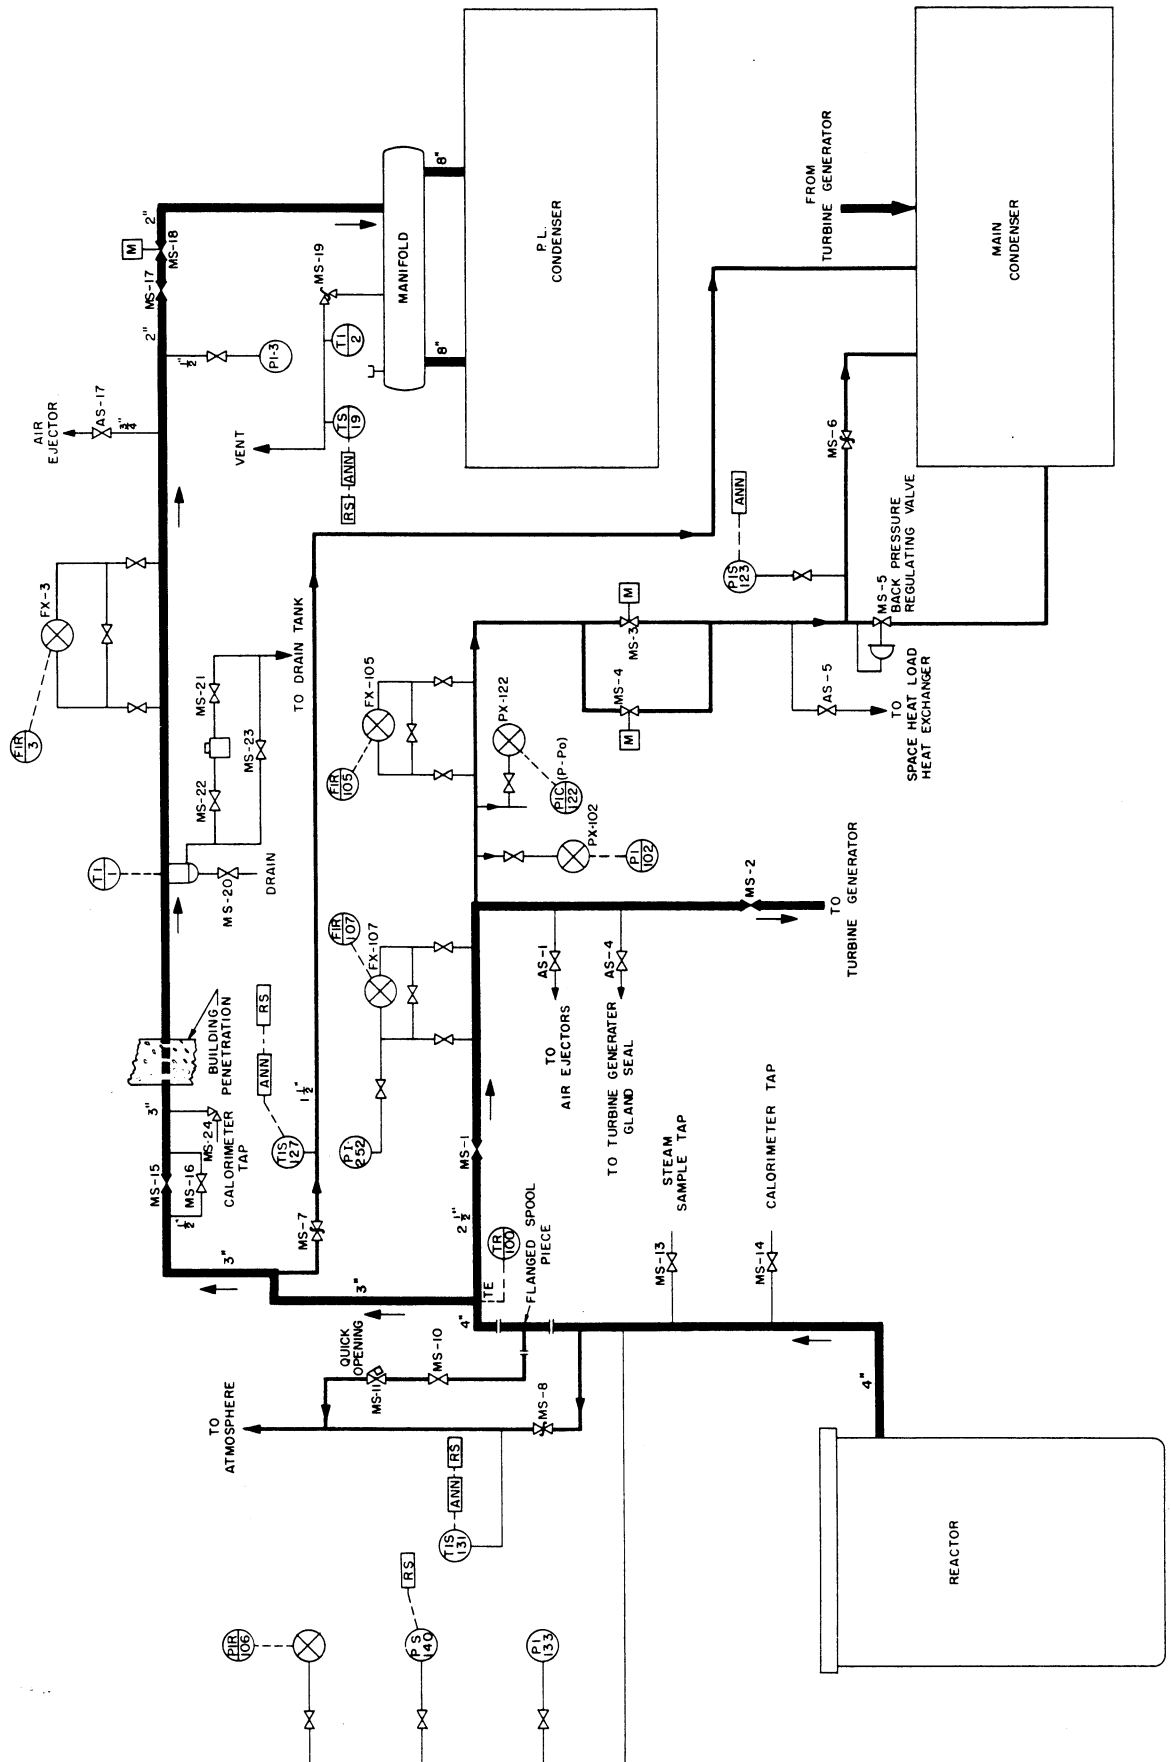 AIR
EJECTOR
AS-17
3/4"
2"
MS-17
M
MS-18
2"
1/2"
PI-3
FX-3
FIR
3
VENT
MS-19
TI
2
TS
19
ANN
RS
MANIFOLD
8"
8"
P. L.
CONDENSER
FROM
TURBINE GENERATOR
MAIN
CONDENSER
MS-21
MS-22
MS-23
TO DRAIN TANK
TI
MS-20
DRAIN
BUILDING
PENETRATION
3"
MS-24
CALORIMETER
TAP
MS-15
MS-16
1/2"
3"
3"
MS-7
TIS
127
ANN
RS
1 1/2"
PI-
252
FIR
107
FX-107
FIR
105
FX-105
PX-122
PIC
122
(P-Po)
PX-102
PI
102
MS-3
M
MS-4
M
PIS
123
ANN
MS-6
MS-5
BACK PRESSURE
REGULATING VALVE
AS-5
TO
SPACE HEAT LOAD
HEAT EXCHANGER
MS-2
TO
TURBINE GENERATOR
AS-1
TO
AIR EJECTORS
AS-4
TO TURBINE GENERATER
GLAND SEAL
MS-1
2 1/2"
TR
100
TE
FLANGED SPOOL
PIECE
4"
STEAM
SAMPLE TAP
MS-13
CALORIMETER TAP
MS-14
QUICK
OPENING
MS-11
MS-10
MS-8
TO
ATMOSPHERE
TIS
131
ANN
RS
4"
REACTOR
PIR
106
PS
140
RS
PI
133